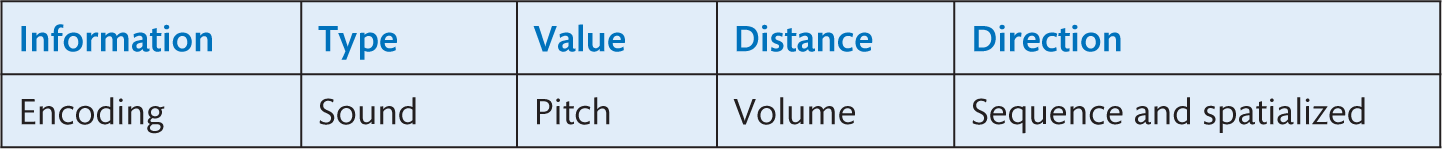 Information Type Value Distance Direction
Encoding Sound Pitch Volume Sequence and spatialized